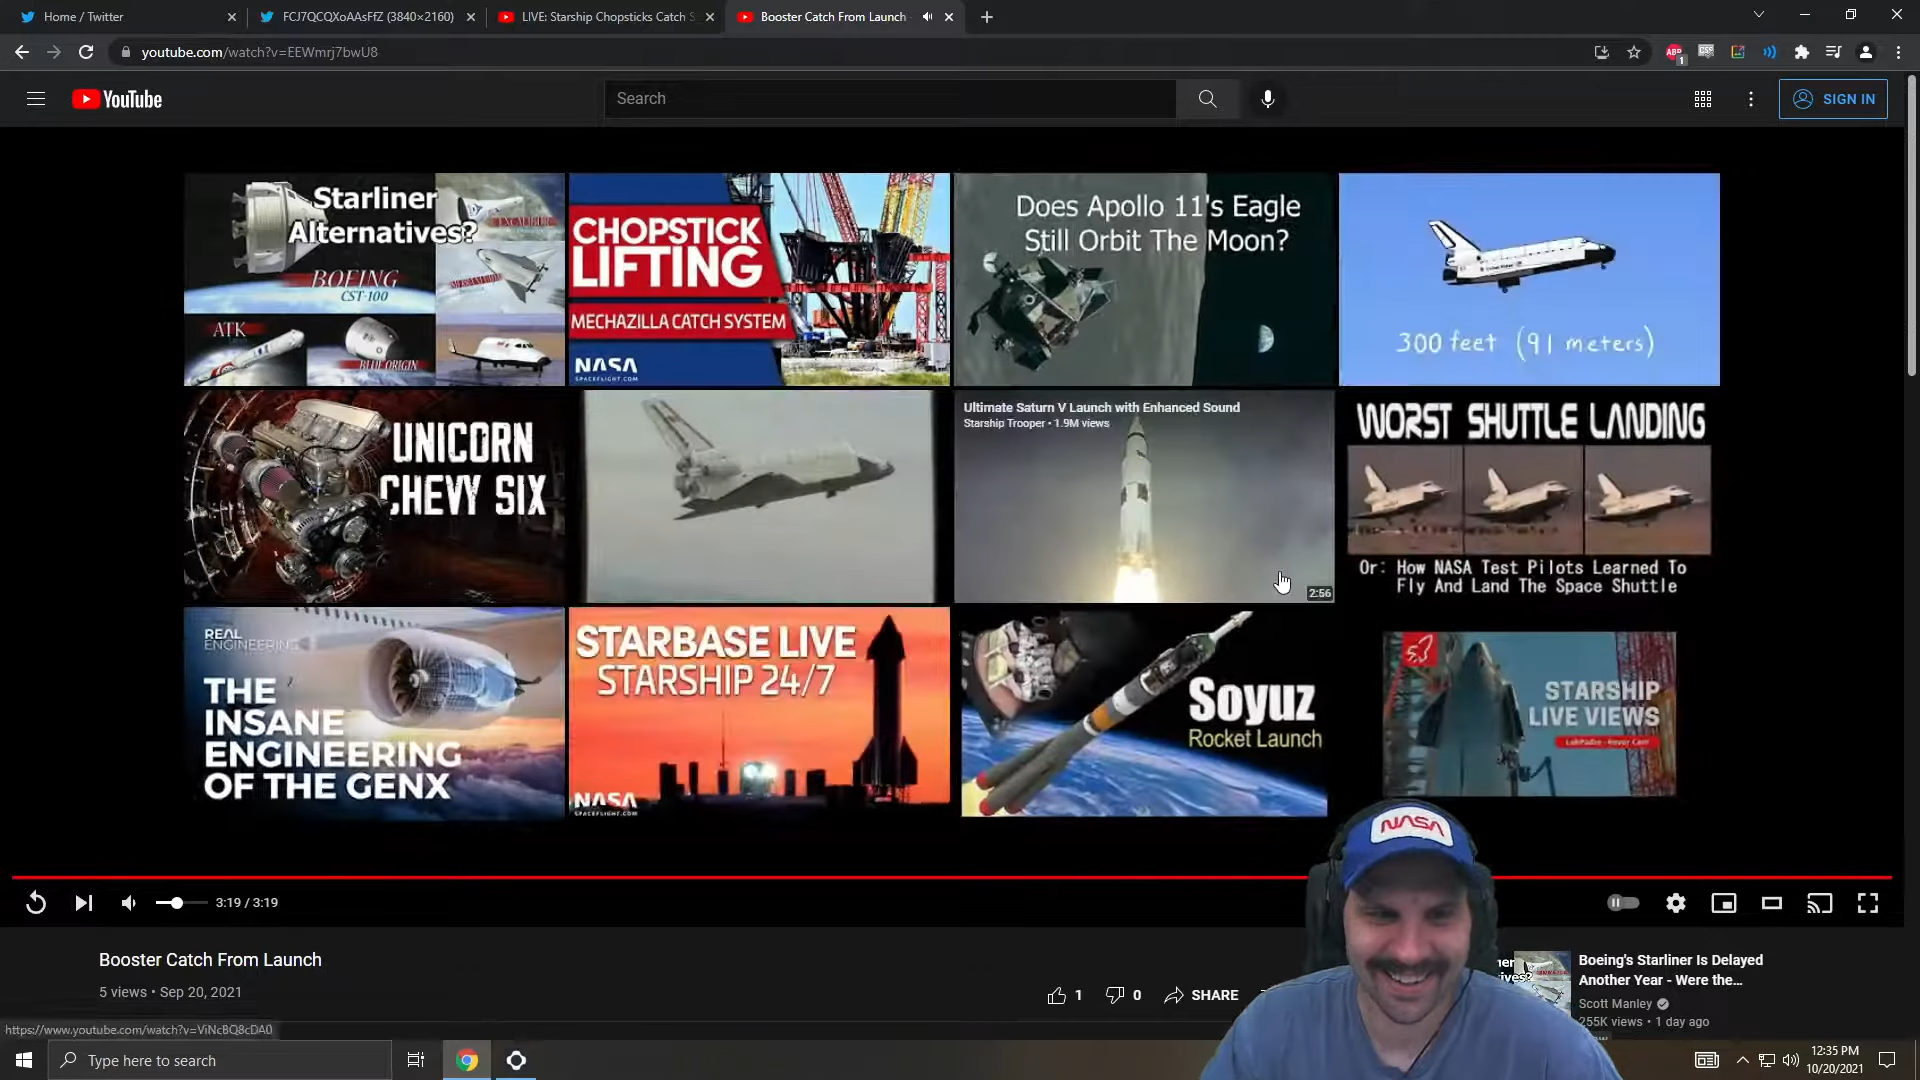 Home / Twitter
FCJ7QCQXoAAsFfZ (3840×2160)
LIVE: Starship Chopsticks Catch S
Booster Catch From Launch
youtube.com/watch?v=EEWmrj7bwU8
ABP
1
YouTube
Search
SIGN IN
Starliner
Alternatives?
BOEING
CST-100
ATK
BLUE ORIGIN
CHOPSTICK
LIFTING
MECHAZILLA CATCH SYSTEM
NASA
SPACEFLIGHT.COM
Does Apollo 11's Eagle
Still Orbit The Moon?
300 feet (91 meters)
UNICORN
CHEVY SIX
Ultimate Saturn V Launch with Enhanced Sound
Starship Trooper • 1.9M views
2:56
WORST SHUTTLE LANDING
Or: How NASA Test Pilots Learned To
Fly And Land The Space Shuttle
REAL
ENGINEERING
THE
INSANE
ENGINEERING
OF THE GENX
STARBASE LIVE
STARSHIP 24/7
NASA
SPACEFLIGHT.COM
Soyuz
Rocket Launch
STARSHIP
LIVE VIEWS
NASA
3:19 / 3:19
Booster Catch From Launch
5 views • Sep 20, 2021
1
0
SHARE
Boeing's Starliner Is Delayed
Another Year - Were the...
Scott Manley
255K views • 1 day ago
https://www.youtube.com/watch?v=ViNcBQ8cDA0
Type here to search
12:35 PM
10/20/2021